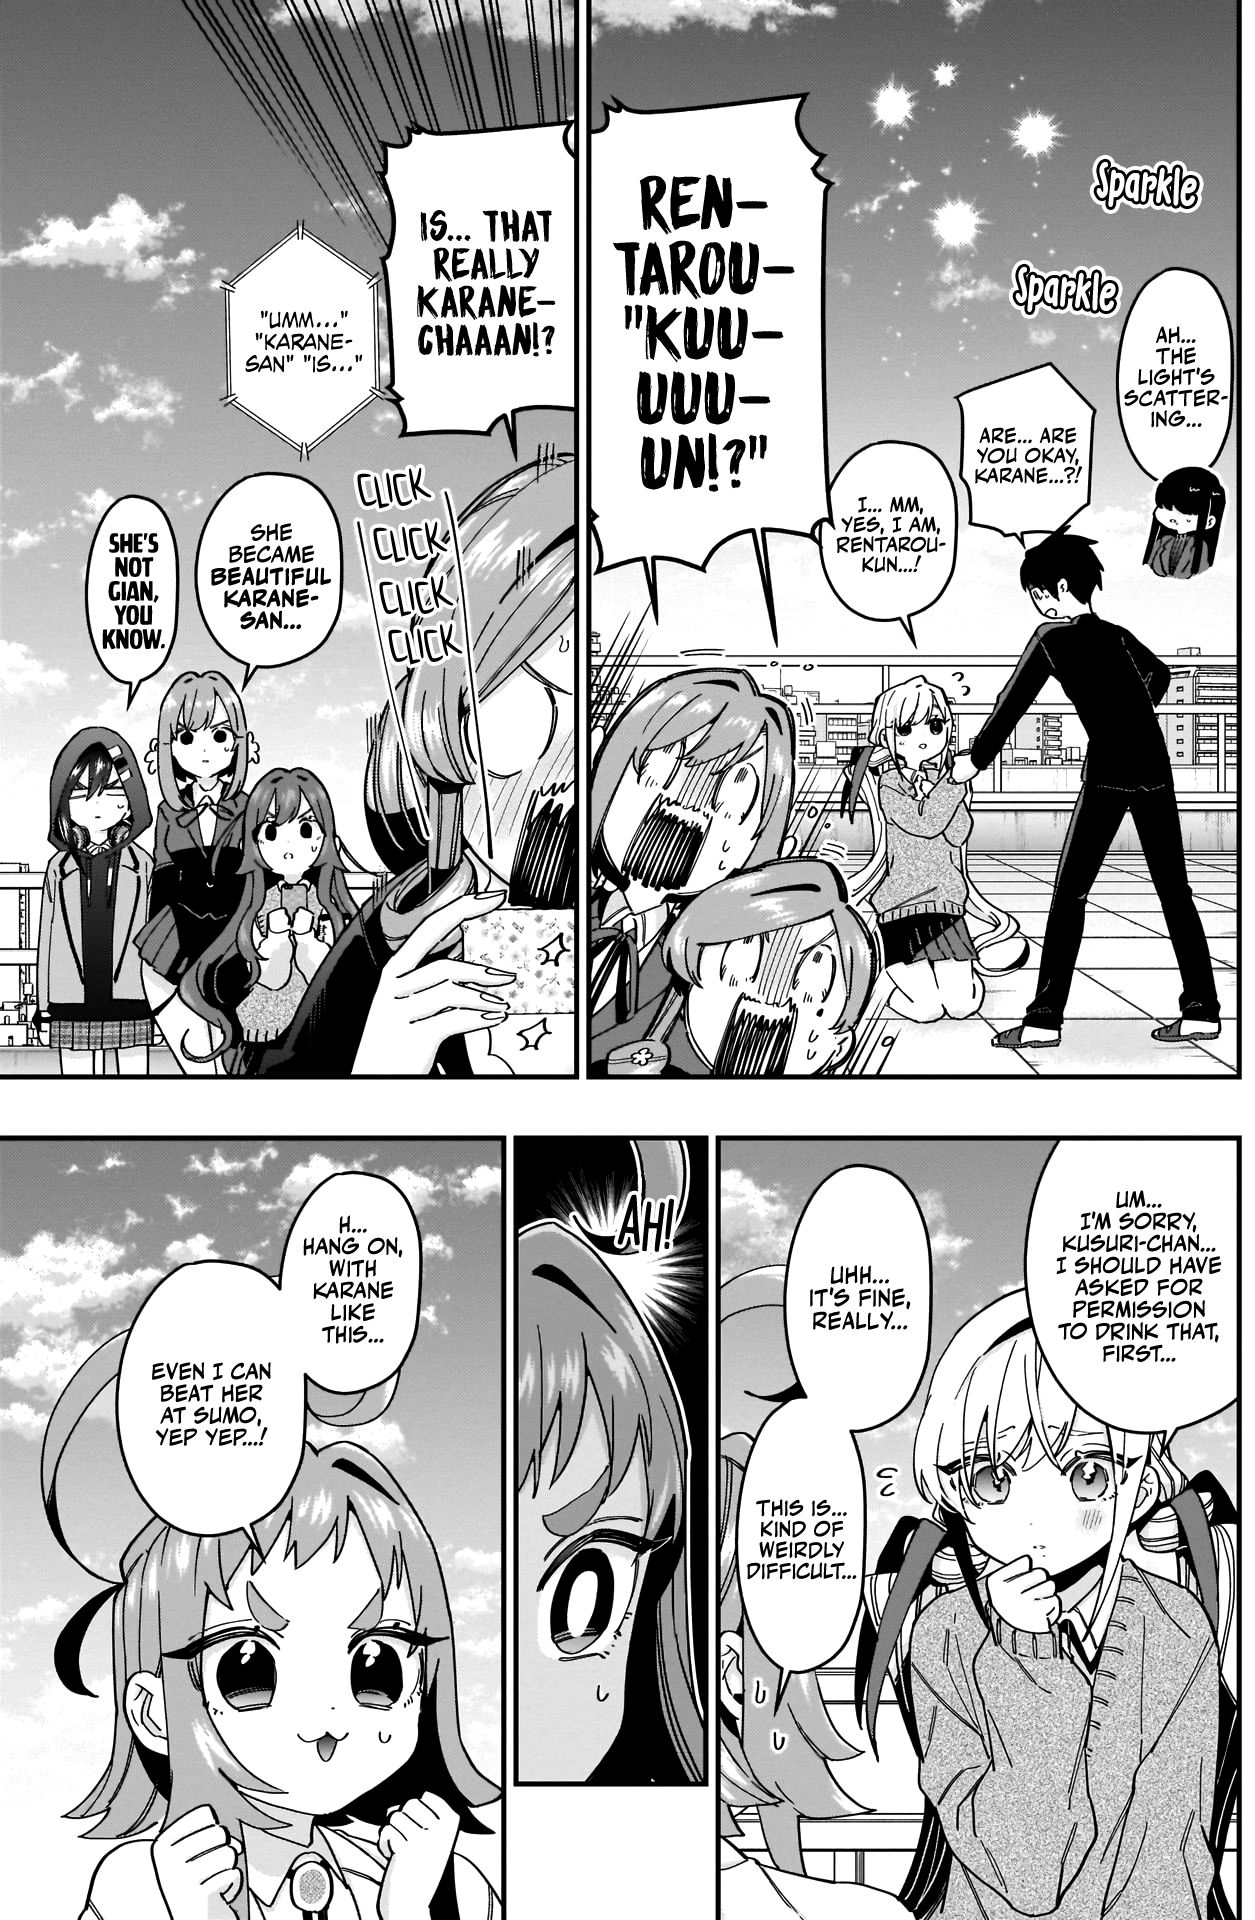 Sparkle
Sparkle
AH...
THE
LIGHT'S
SCATTER-
ING...
ARE... ARE
YOU OKAY,
KARANE...?!
I... MM,
YES, I AM,
RENTAROU-
KUN...!
REN-
TAROU-
"KUU-
UUU-
UN!?"
IS... THAT
REALLY
KARANE-
CHAAAN!?
CLICK
CLICK
CLICK
CLICK
"UMM..."
"KARANE-
SAN" "IS..."
SHE
BECAME
BEAUTIFUL
KARANE-
SAN...
SHE'S
NOT
GIAN,
YOU
KNOW.
UM...
I'M SORRY,
KUSURI-CHAN...
I SHOULD HAVE
ASKED FOR
PERMISSION
TO DRINK THAT,
FIRST...
UHH...
IT'S FINE,
REALLY...
THIS IS...
KIND OF
WEIRDLY
DIFFICULT...
AH!
H...
HANG ON,
WITH
KARANE
LIKE
THIS...
EVEN I CAN
BEAT HER
AT SUMO,
YEP YEP...!